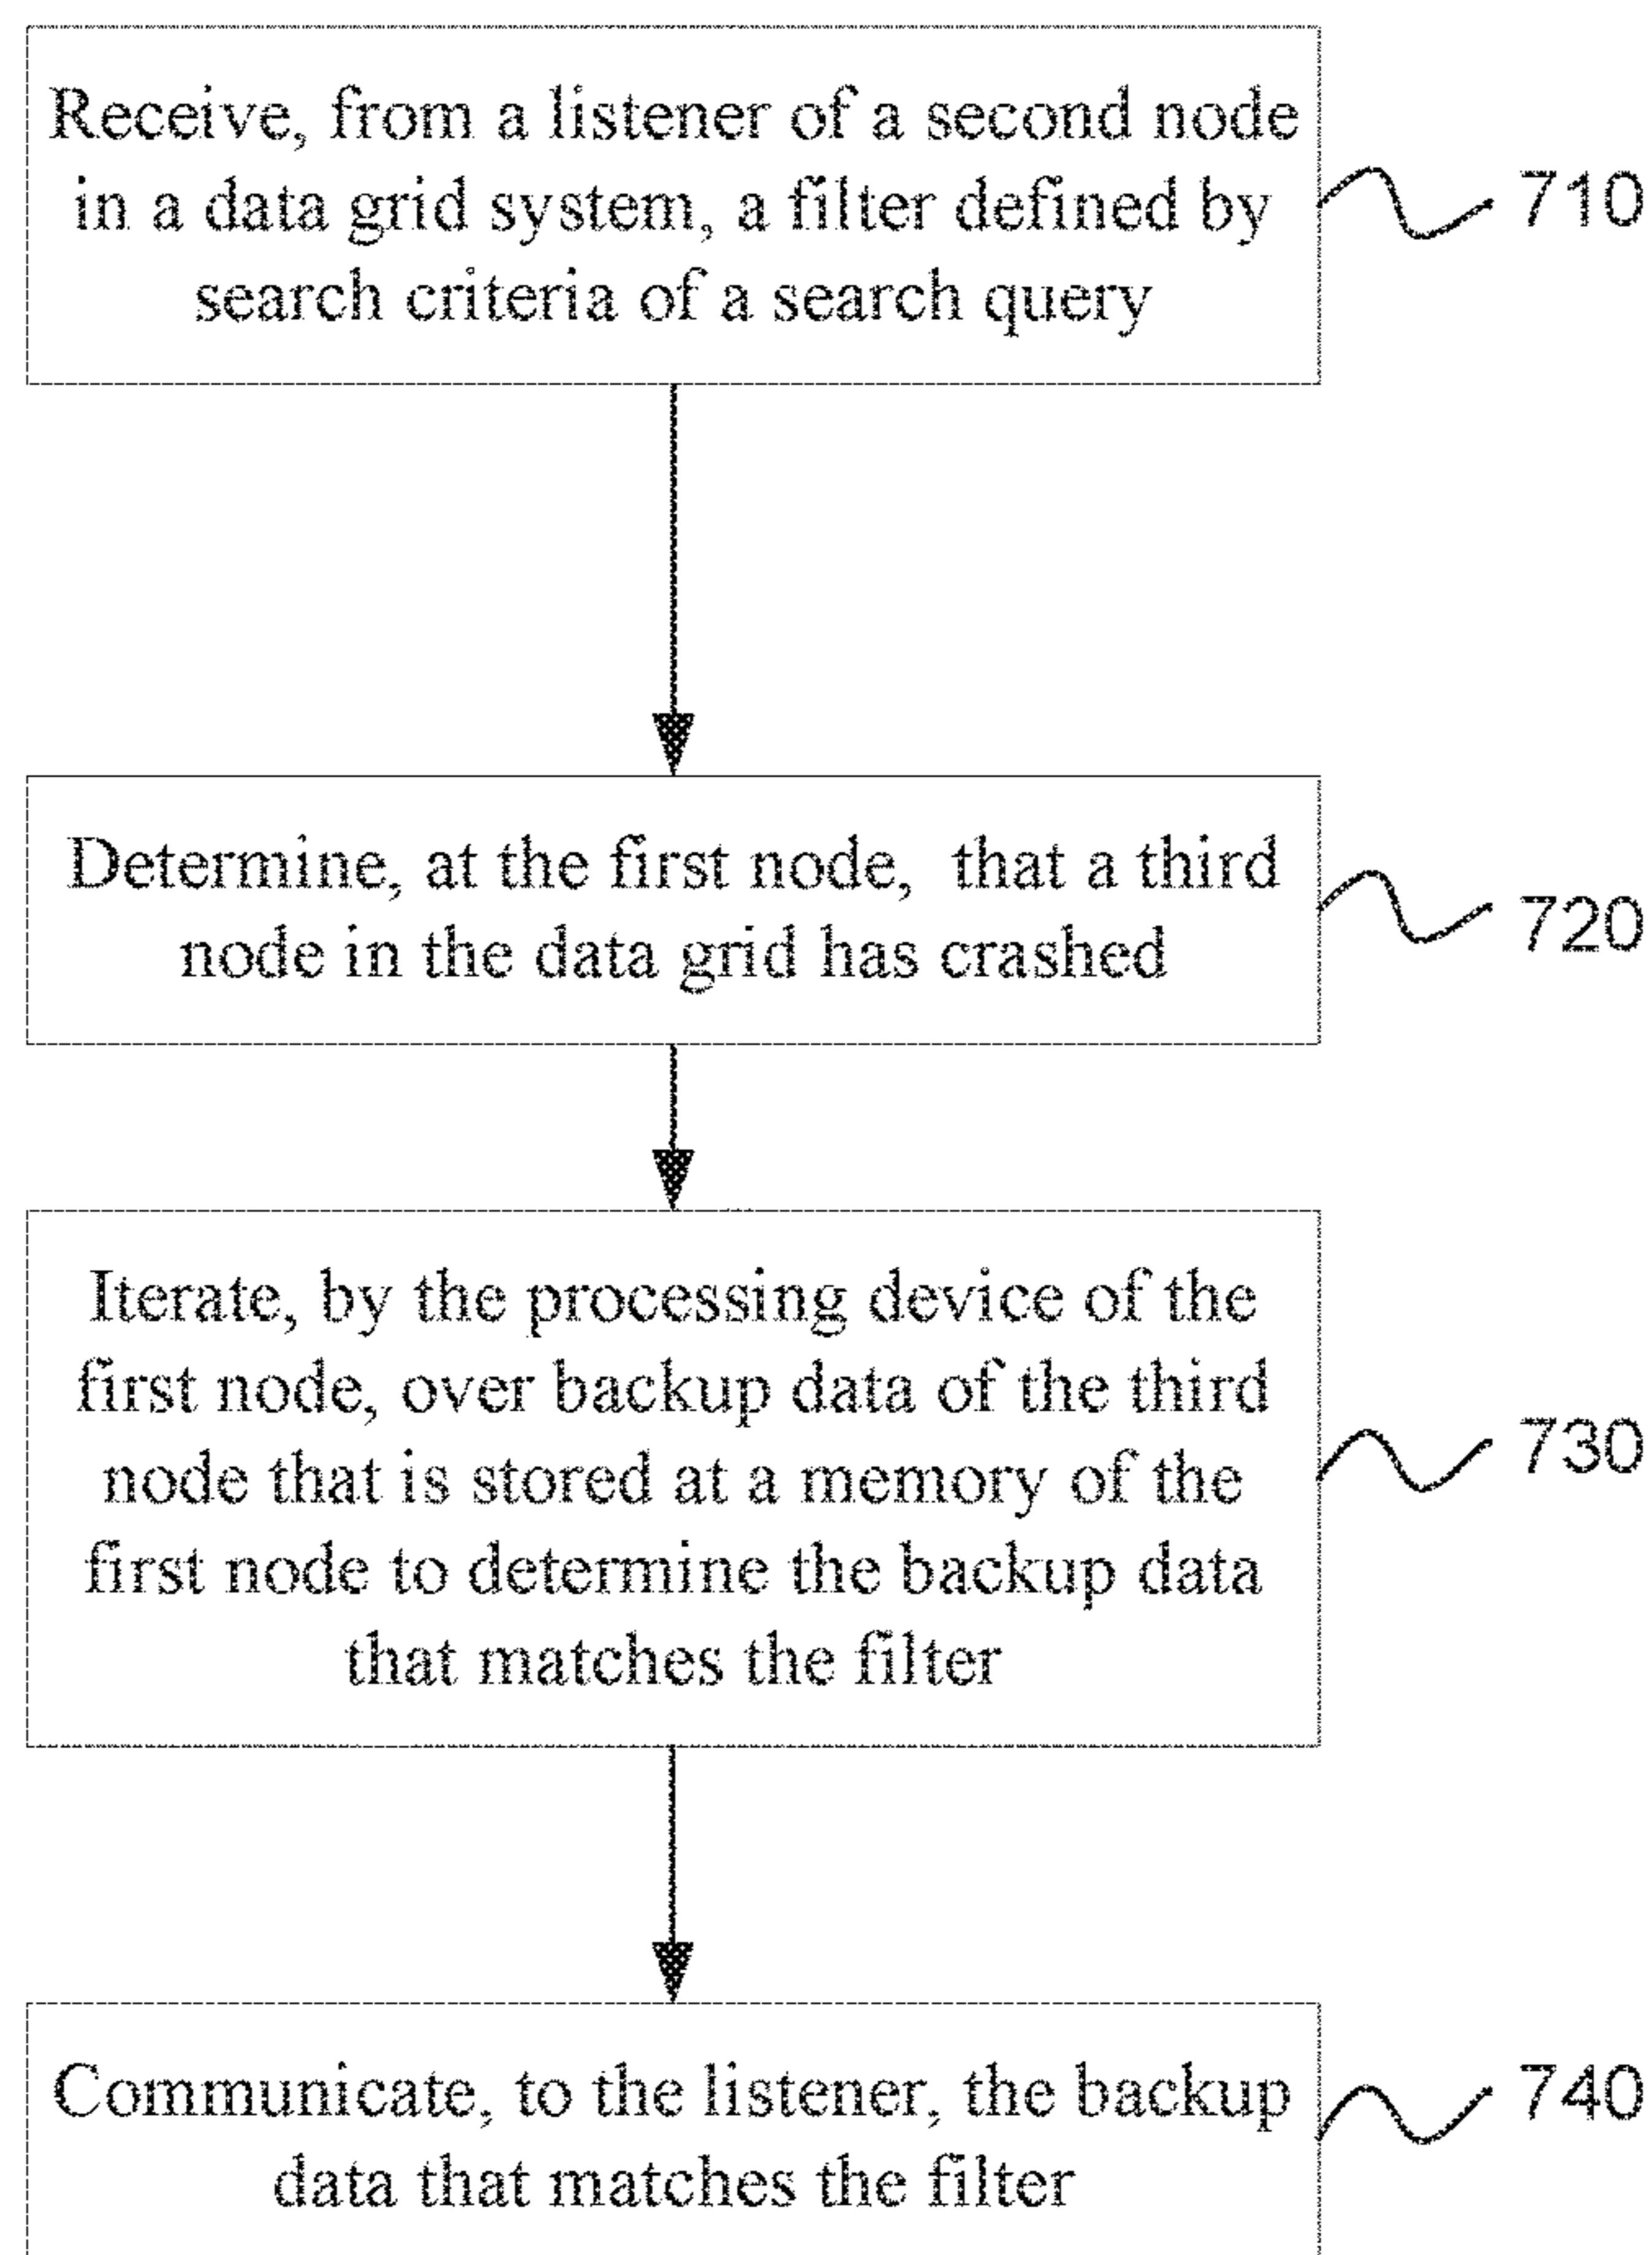 Receive, from a listener of a second node
in a data grid system, a filter defined by
search criteria of a search query
710
Determine, at the first node, that a third
node in the data grid has crashed
720
Iterate, by the processing device of the
first node, over backup data of the third
node that is stored at a memory of the
first node to determine the backup data
that matches the filter
730
Communicate, to the listener, the backup
data that matches the filter
740